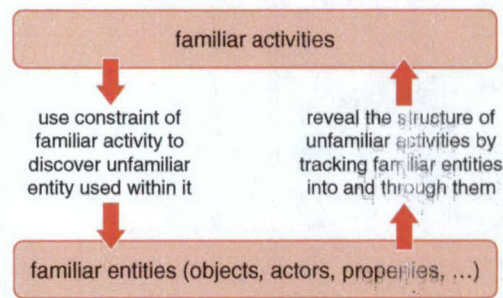 familiar activities
use constraint of
familiar activity to
discover unfamiliar
entity used within it
reveal the structure of
unfamiliar activities by
tracking familiar entities
into and through them
familiar entities (objects, actors, properties, ...)